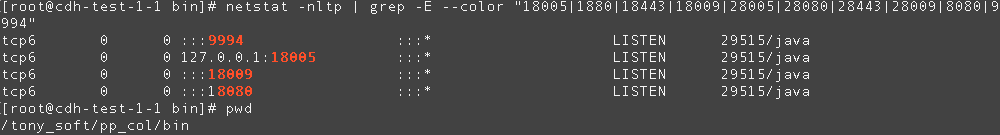 [root@cdh-test-1-1 bin]# netstat -nltp | grep -E --color "18005|1880|18443|18009|28005|28080|28443|28009|8080|9
994"
tcp6 0 0 :::9994 :::* LISTEN 29515/java
tcp6 0 0 127.0.0.1:18005 :::* LISTEN 29515/java
tcp6 0 0 :::18009 :::* LISTEN 29515/java
tcp6 0 0 :::18080 :::* LISTEN 29515/java
[root@cdh-test-1-1 bin]# pwd
/tony_soft/pp_col/bin